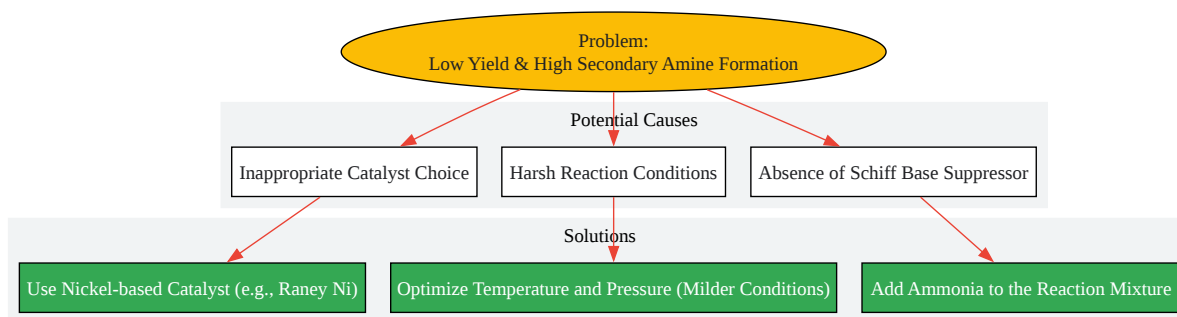 Problem:
Low Yield & High Secondary Amine Formation
Potential Causes
Inappropriate Catalyst Choice
Harsh Reaction Conditions
Absence of Schiff Base Suppressor
Solutions
Use Nickel-based Catalyst (e.g., Raney Ni)
Optimize Temperature and Pressure (Milder Conditions)
Add Ammonia to the Reaction Mixture